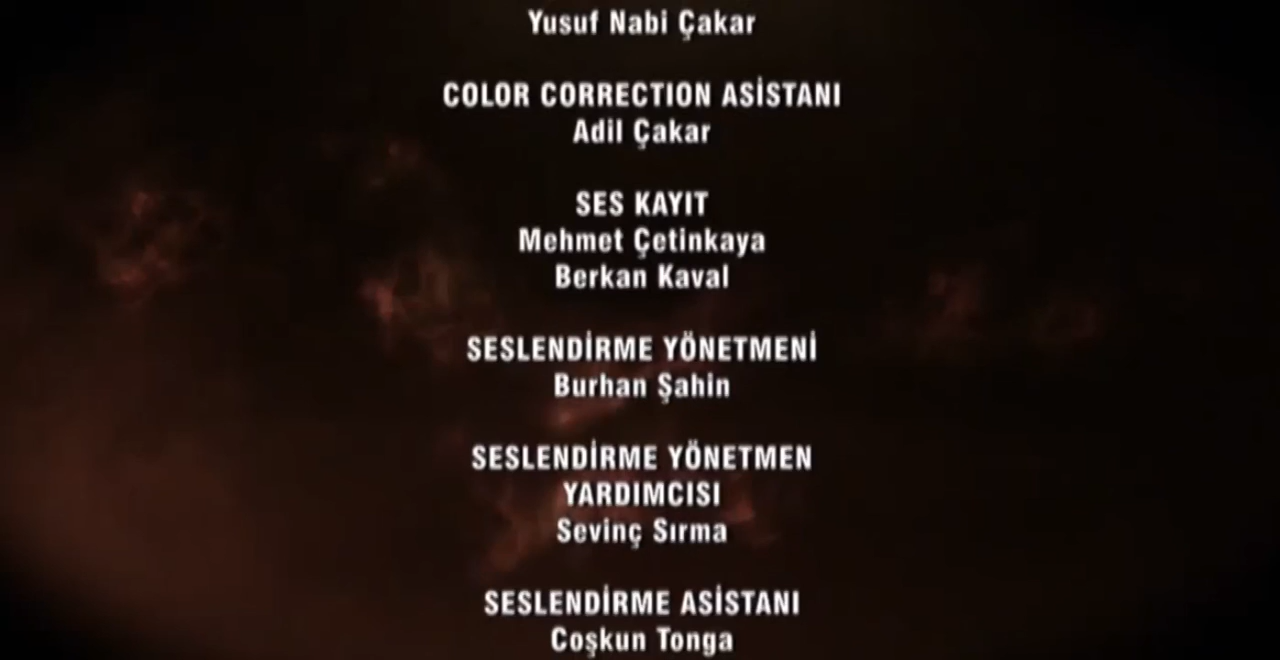 Yusuf Nabi Çakar
COLOR CORRECTION ASİSTANI
Adil Çakar
SES KAYIT
Mehmet Çetinkaya
Berkan Kaval
SESLENDİRME YÖNETMENİ
Burhan Şahin
SESLENDİRME YÖNETMEN
YARDIMCISI
Sevinç Sırma
SESLENDİRME ASİSTANI
Coşkun Tonga